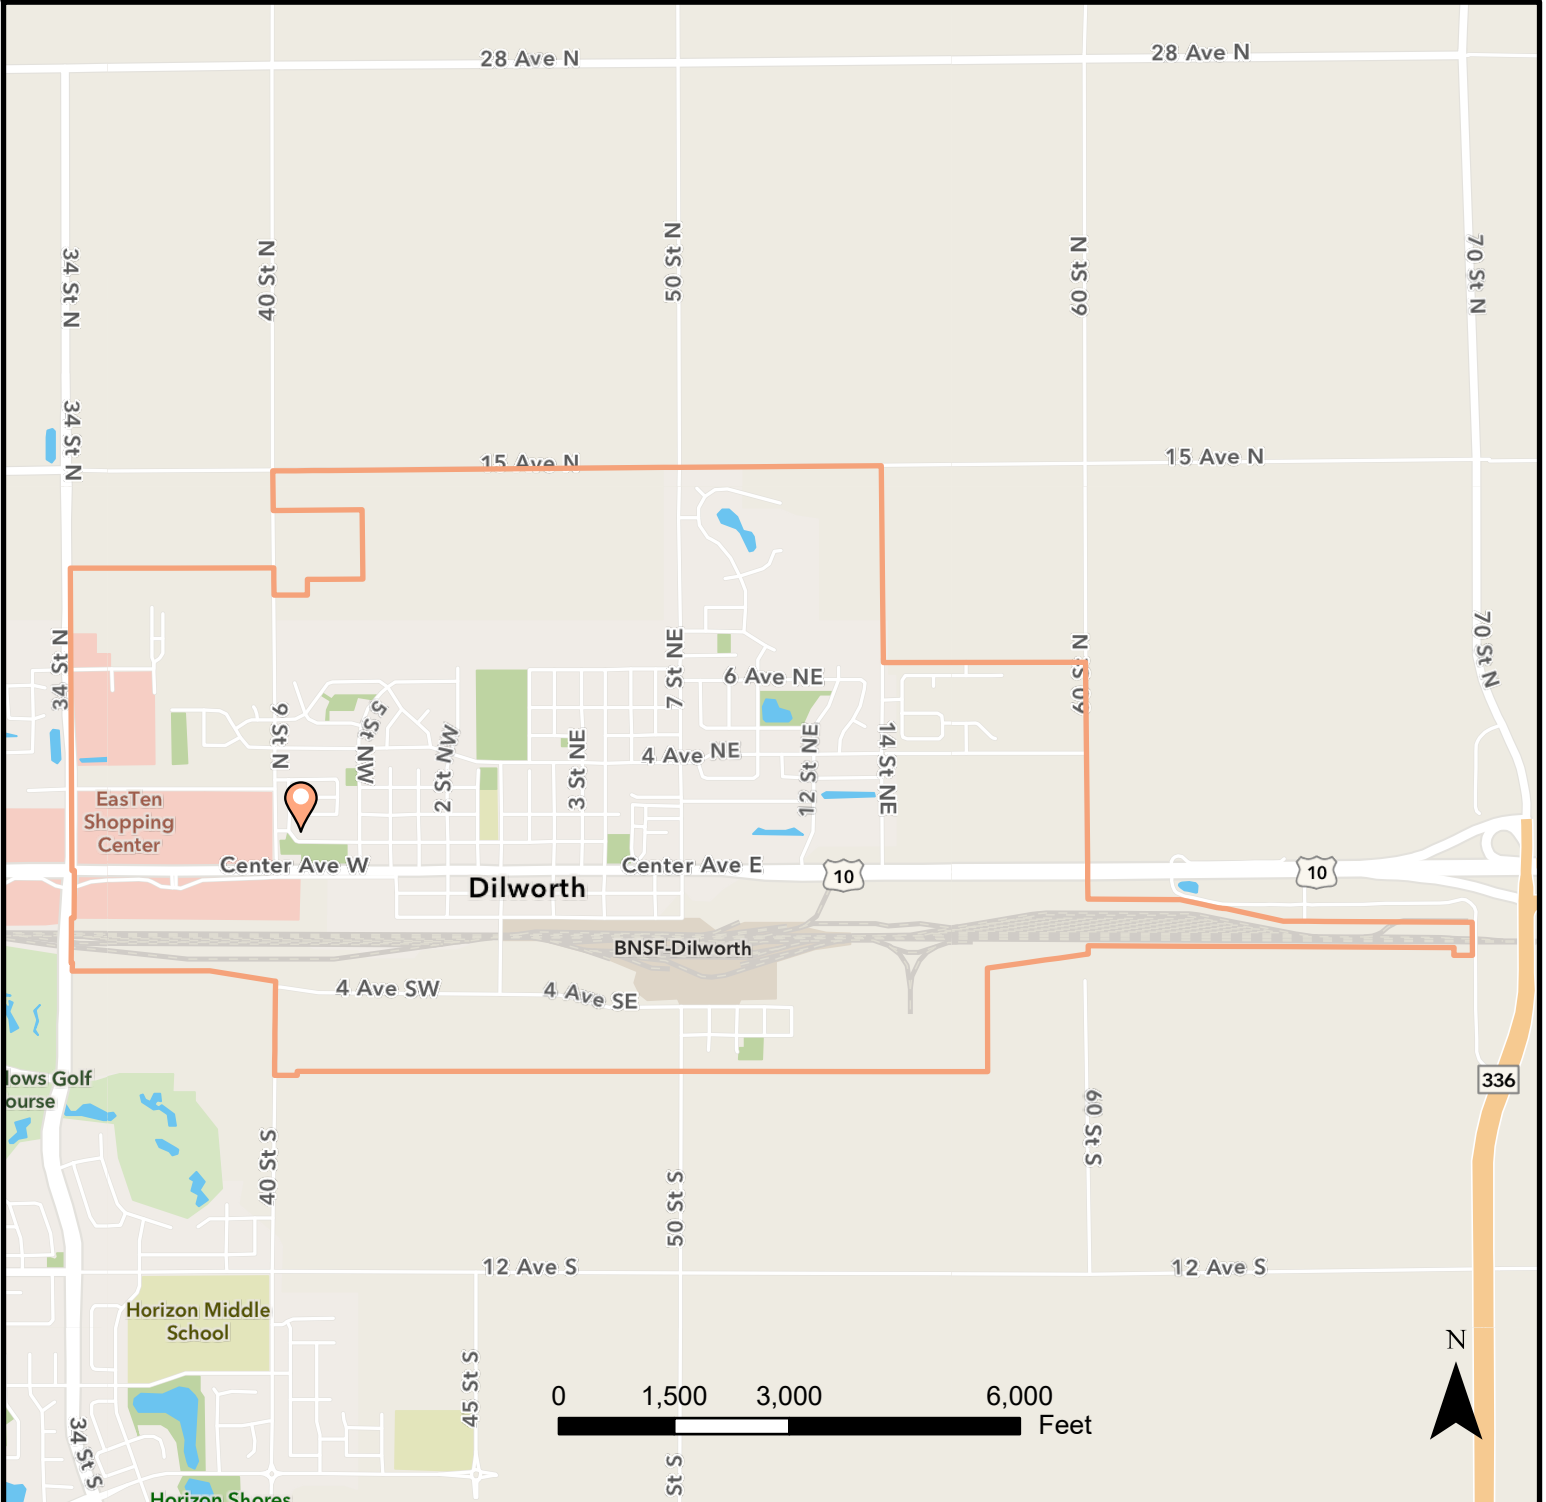 28 Ave N
28 Ave N
34 St N
40 St N
50 St N
60 St N
70 St N
34 St N
15 Ave N
15 Ave N
34 St N
7 St NE
60 St N
70 St N
6 Ave NE
9 St N
5 St NW
2 St NW
3 St NE
4 Ave NE
12 St NE
14 St NE
EasTen
Shopping
Center
Center Ave W
Center Ave E
10
10
Dilworth
BNSF-Dilworth
4 Ave SW
4 Ave SE
lows Golf
ourse
336
40 St S
50 St S
60 St S
12 Ave S
12 Ave S
Horizon Middle
School
N
45 St S
34 St S
0 1,500 3,000 6,000
Feet
St S
Horizon Shores